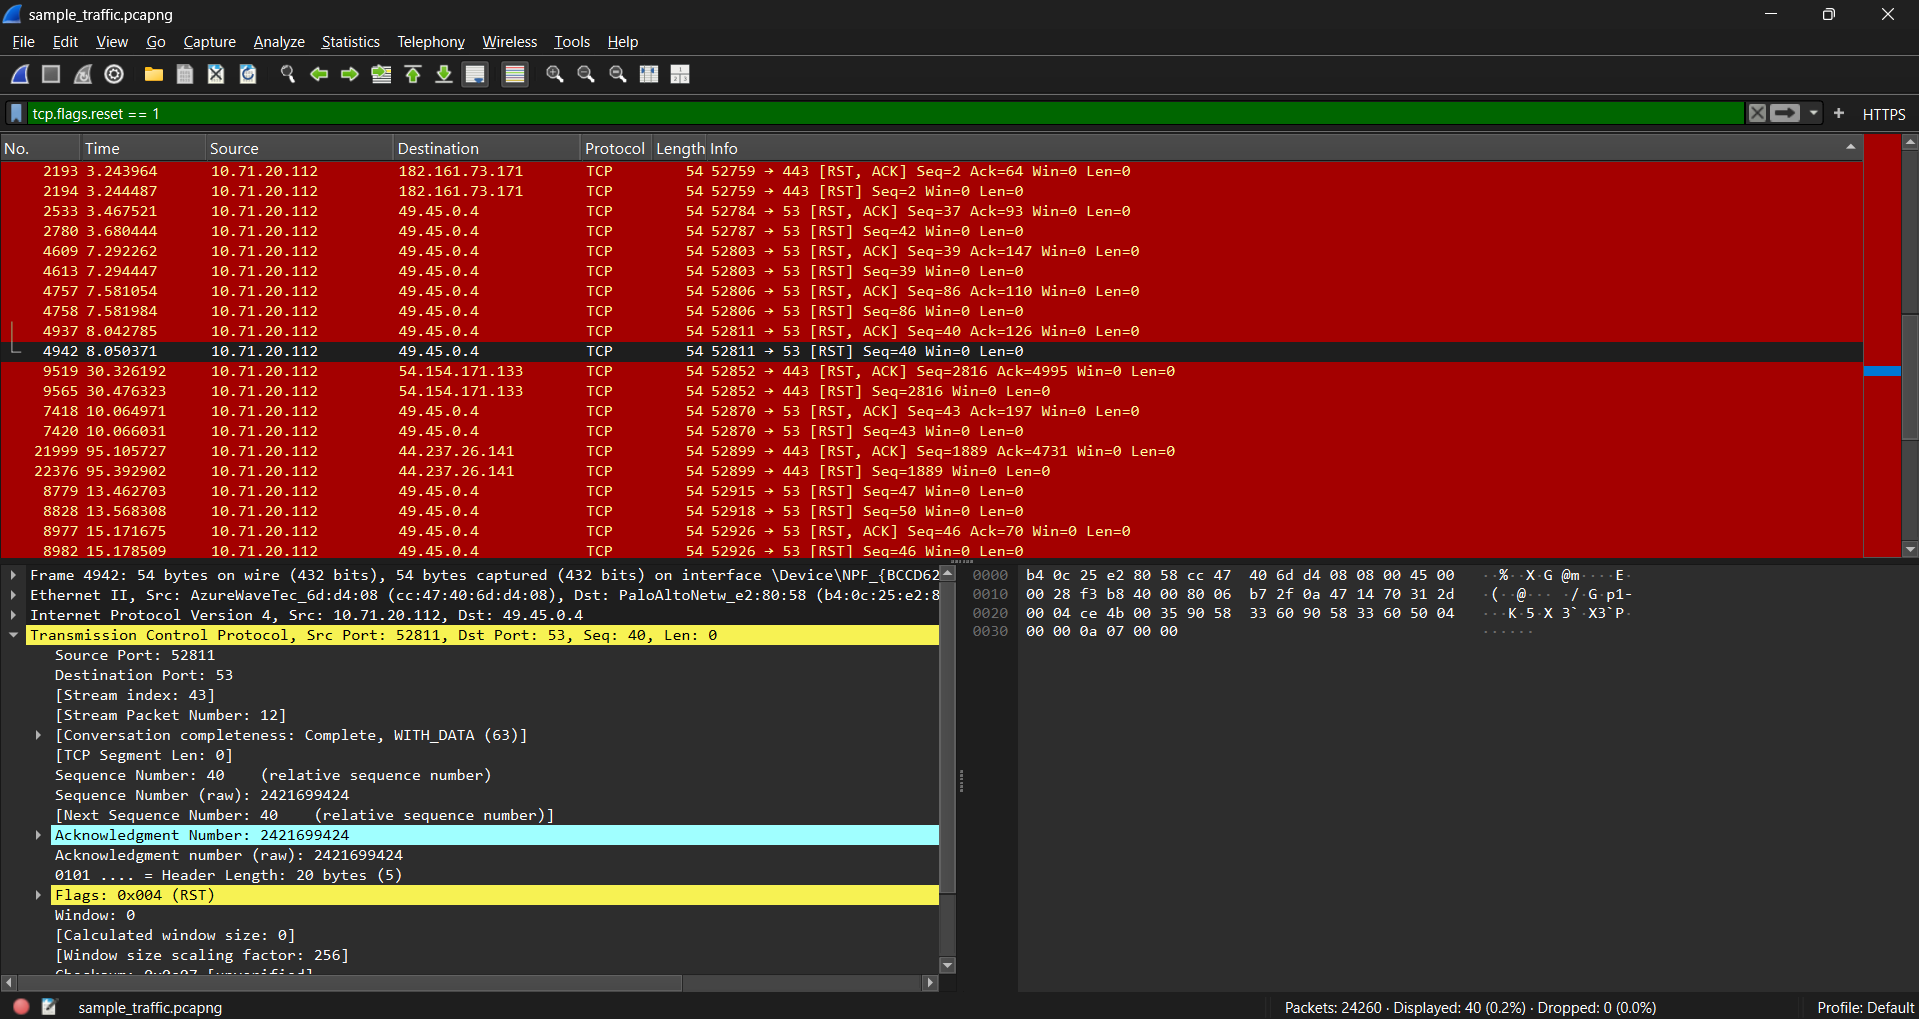 sample_traffic.pcapng
File Edit View Go Capture Analyze Statistics Telephony Wireless Tools Help
tcp.flags.reset == 1
HTTPS
No. Time Source Destination Protocol Length Info
2193 3.243964 10.71.20.112 182.161.73.171 TCP 54 52759 → 443 [RST, ACK] Seq=2 Ack=64 Win=0 Len=0
2194 3.244487 10.71.20.112 182.161.73.171 TCP 54 52759 → 443 [RST] Seq=2 Win=0 Len=0
2533 3.467521 10.71.20.112 49.45.0.4 TCP 54 52784 → 53 [RST, ACK] Seq=37 Ack=93 Win=0 Len=0
2780 3.680444 10.71.20.112 49.45.0.4 TCP 54 52787 → 53 [RST] Seq=42 Win=0 Len=0
4609 7.292262 10.71.20.112 49.45.0.4 TCP 54 52803 → 53 [RST, ACK] Seq=39 Ack=147 Win=0 Len=0
4613 7.294447 10.71.20.112 49.45.0.4 TCP 54 52803 → 53 [RST] Seq=39 Win=0 Len=0
4757 7.581054 10.71.20.112 49.45.0.4 TCP 54 52806 → 53 [RST, ACK] Seq=86 Ack=110 Win=0 Len=0
4758 7.581984 10.71.20.112 49.45.0.4 TCP 54 52806 → 53 [RST] Seq=86 Win=0 Len=0
4937 8.042785 10.71.20.112 49.45.0.4 TCP 54 52811 → 53 [RST, ACK] Seq=40 Ack=126 Win=0 Len=0
4942 8.050371 10.71.20.112 49.45.0.4 TCP 54 52811 → 53 [RST] Seq=40 Win=0 Len=0
9519 30.326192 10.71.20.112 54.154.171.133 TCP 54 52852 → 443 [RST, ACK] Seq=2816 Ack=4995 Win=0 Len=0
9565 30.476323 10.71.20.112 54.154.171.133 TCP 54 52852 → 443 [RST] Seq=2816 Win=0 Len=0
7418 10.064971 10.71.20.112 49.45.0.4 TCP 54 52870 → 53 [RST, ACK] Seq=43 Ack=197 Win=0 Len=0
7420 10.066031 10.71.20.112 49.45.0.4 TCP 54 52870 → 53 [RST] Seq=43 Win=0 Len=0
21999 95.105727 10.71.20.112 44.237.26.141 TCP 54 52899 → 443 [RST, ACK] Seq=1889 Ack=4731 Win=0 Len=0
22376 95.392902 10.71.20.112 44.237.26.141 TCP 54 52899 → 443 [RST] Seq=1889 Win=0 Len=0
8779 13.462703 10.71.20.112 49.45.0.4 TCP 54 52915 → 53 [RST] Seq=47 Win=0 Len=0
8828 13.568308 10.71.20.112 49.45.0.4 TCP 54 52918 → 53 [RST] Seq=50 Win=0 Len=0
8977 15.171675 10.71.20.112 49.45.0.4 TCP 54 52926 → 53 [RST, ACK] Seq=46 Ack=70 Win=0 Len=0
8982 15.178509 10.71.20.112 49.45.0.4 TCP 54 52926 → 53 [RST] Seq=46 Win=0 Len=0
Frame 4942: 54 bytes on wire (432 bits), 54 bytes captured (432 bits) on interface \Device\NPF_{BCCD62
Ethernet II, Src: AzureWaveTec_6d:d4:08 (cc:47:40:6d:d4:08), Dst: PaloAltoNetw_e2:80:58 (b4:0c:25:e2:8
Internet Protocol Version 4, Src: 10.71.20.112, Dst: 49.45.0.4
Transmission Control Protocol, Src Port: 52811, Dst Port: 53, Seq: 40, Len: 0
Source Port: 52811
Destination Port: 53
[Stream index: 43]
[Stream Packet Number: 12]
[Conversation completeness: Complete, WITH_DATA (63)]
[TCP Segment Len: 0]
Sequence Number: 40 (relative sequence number)
Sequence Number (raw): 2421699424
[Next Sequence Number: 40 (relative sequence number)]
Acknowledgment Number: 2421699424
Acknowledgment number (raw): 2421699424
0101 .... = Header Length: 20 bytes (5)
Flags: 0x004 (RST)
Window: 0
[Calculated window size: 0]
[Window size scaling factor: 256]
0000 b4 0c 25 e2 80 58 cc 47 40 6d d4 08 08 00 45 00 ··%··X·G @m····E·
0010 00 28 f3 b8 40 00 80 06 b7 2f 0a 47 14 70 31 2d ·(··@··· ·/·G·p1-
0020 00 04 ce 4b 00 35 90 58 33 60 90 58 33 60 50 04 ···K·5·X 3`·X3`P·
0030 00 00 0a 07 00 00 ······
sample_traffic.pcapng
Packets: 24260 · Displayed: 40 (0.2%) · Dropped: 0 (0.0%)
Profile: Default